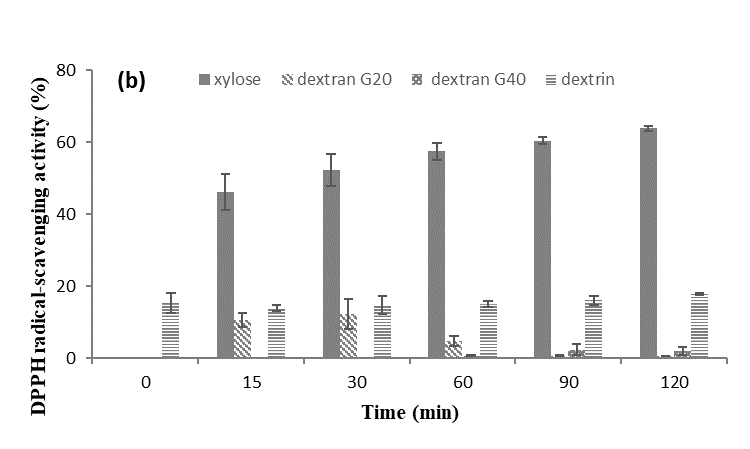 (b)
xylose dextran G20 dextran G40 dextrin
DPPH radical-scavenging activity (%)
80
60
40
20
0
0 15 30 60 90 120
Time (min)